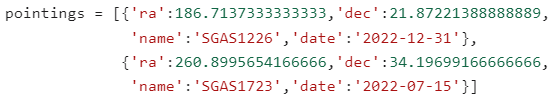 pointings = [{'ra':186.7137333333333,'dec':21.87221388888889,
'name':'SGAS1226','date':'2022-12-31'},
{'ra':260.8995654166666,'dec':34.19699166666666,
'name':'SGAS1723','date':'2022-07-15'}]